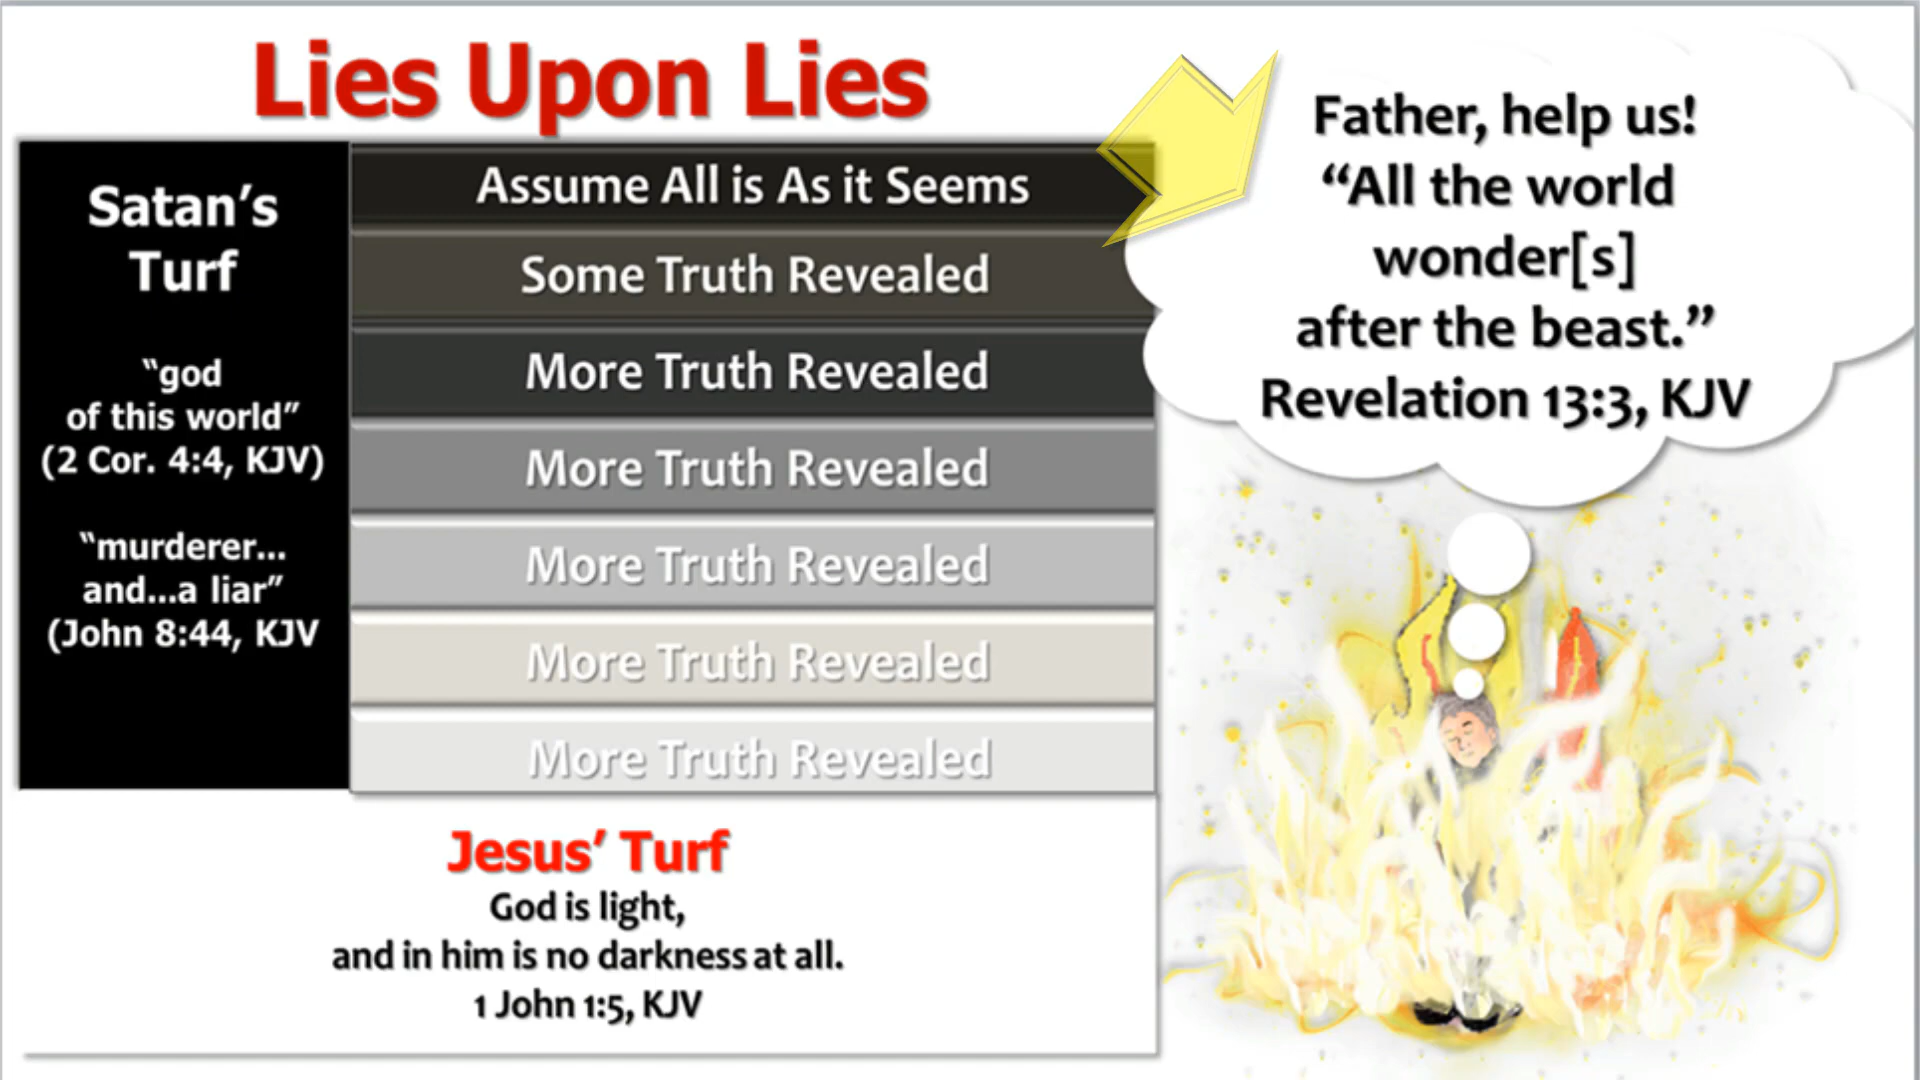 Lies Upon Lies
Satan’s
Turf
“god
of this world”
(2 Cor. 4:4, KJV)
“murderer...
and...a liar”
(John 8:44, KJV
Assume All is As it Seems
Some Truth Revealed
More Truth Revealed
More Truth Revealed
More Truth Revealed
More Truth Revealed
More Truth Revealed
Jesus’ Turf
God is light,
and in him is no darkness at all.
1 John 1:5, KJV
Father, help us!
“All the world
wonder[s]
after the beast.”
Revelation 13:3, KJV